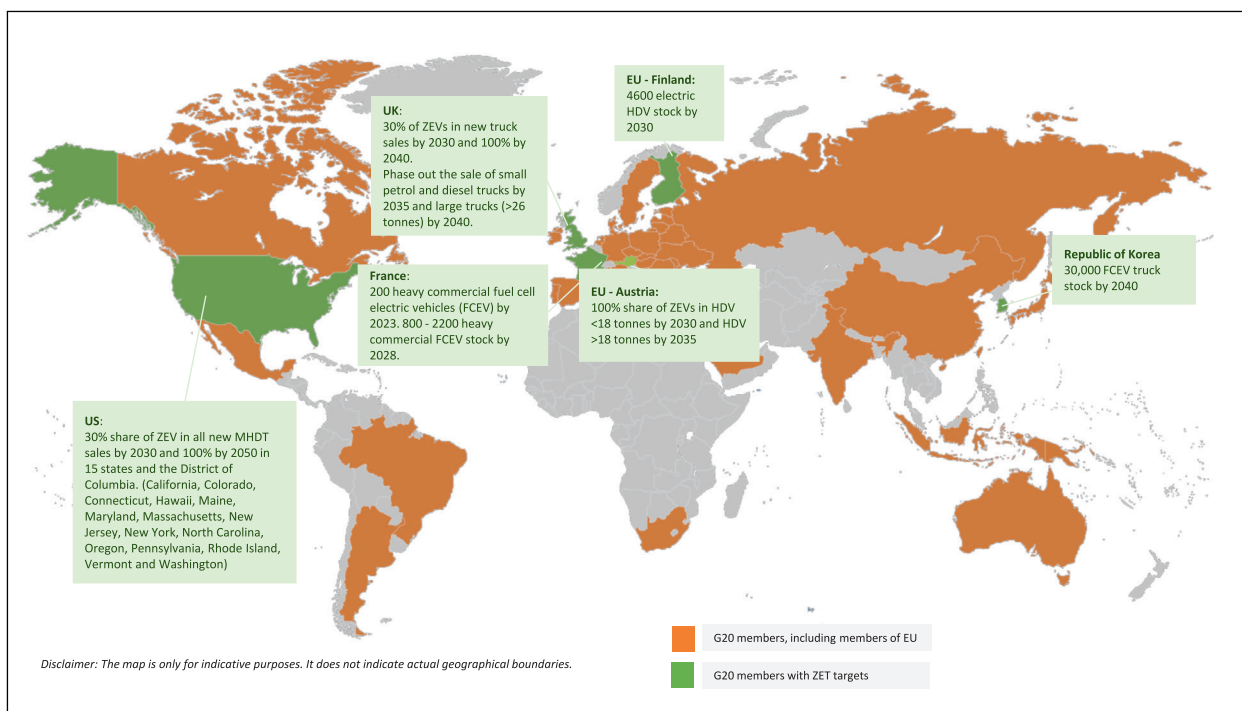 EU - Finland:
4600 electric
HDV stock by
2030
UK:
30% of ZEVs in new truck
sales by 2030 and 100% by
2040.
Phase out the sale of small
petrol and diesel trucks by
2035 and large trucks (>26
tonnes) by 2040.
Republic of Korea
30,000 FCEV truck
stock by 2040
France:
200 heavy commercial fuel cell
electric vehicles (FCEV) by
2023. 800 - 2200 heavy
commercial FCEV stock by
2028.
EU - Austria:
100% share of ZEVs in HDV
<18 tonnes by 2030 and HDV
>18 tonnes by 2035
US:
30% share of ZEV in all new MHDT
sales by 2030 and 100% by 2050 in
15 states and the District of
Columbia. (California, Colorado,
Connecticut, Hawaii, Maine,
Maryland, Massachusetts, New
Jersey, New York, North Carolina,
Oregon, Pennsylvania, Rhode Island,
Vermont and Washington)
G20 members, including members of EU
G20 members with ZET targets
Disclaimer: The map is only for indicative purposes. It does not indicate actual geographical boundaries.